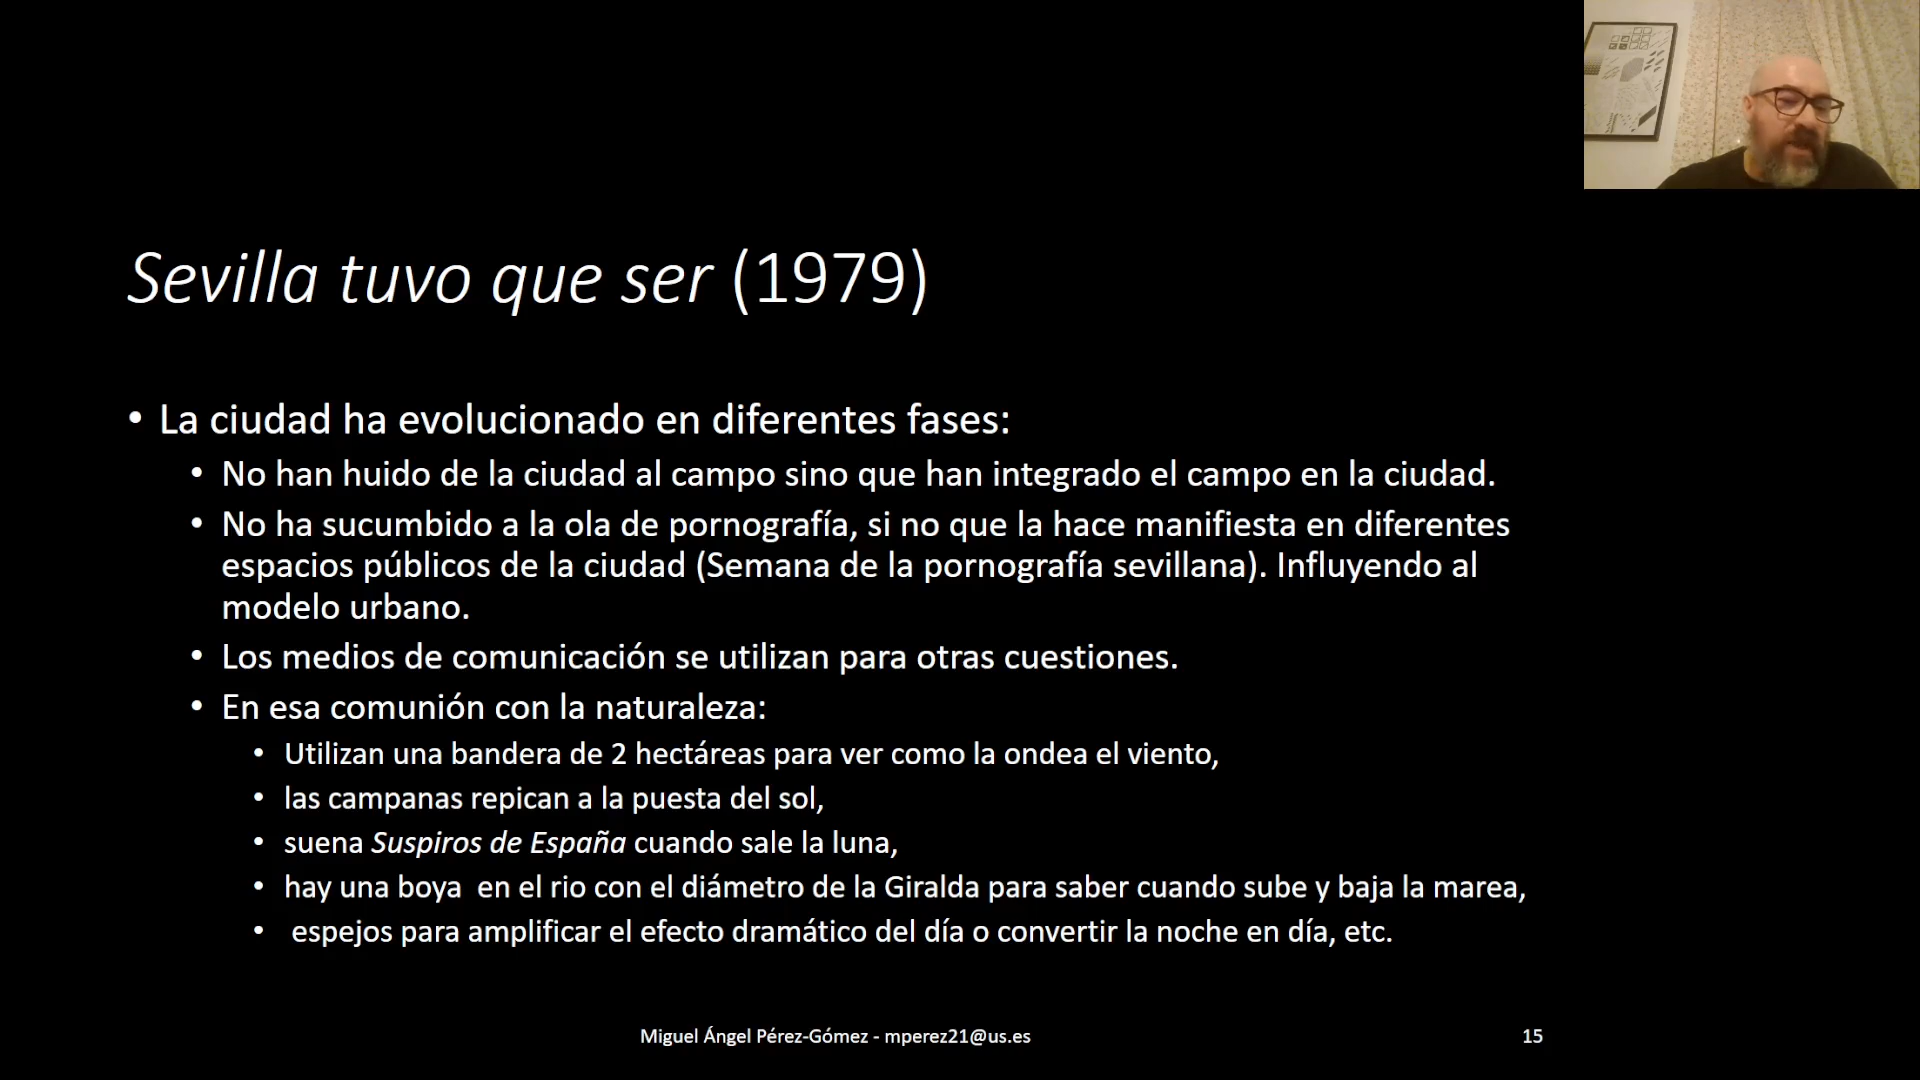 Sevilla tuvo que ser (1979)
• La ciudad ha evolucionado en diferentes fases:
• No han huido de la ciudad al campo sino que han integrado el campo en la ciudad.
• No ha sucumbido a la ola de pornografía, si no que la hace manifiesta en diferentes
espacios públicos de la ciudad (Semana de la pornografía sevillana). Influyendo al
modelo urbano.
• Los medios de comunicación se utilizan para otras cuestiones.
• En esa comunión con la naturaleza:
• Utilizan una bandera de 2 hectáreas para ver como la ondea el viento,
• las campanas repican a la puesta del sol,
• suena Suspiros de España cuando sale la luna,
• hay una boya  en el rio con el diámetro de la Giralda para saber cuando sube y baja la marea,
•  espejos para amplificar el efecto dramático del día o convertir la noche en día, etc.
Miguel Ángel Pérez-Gómez - mperez21@us.es
15